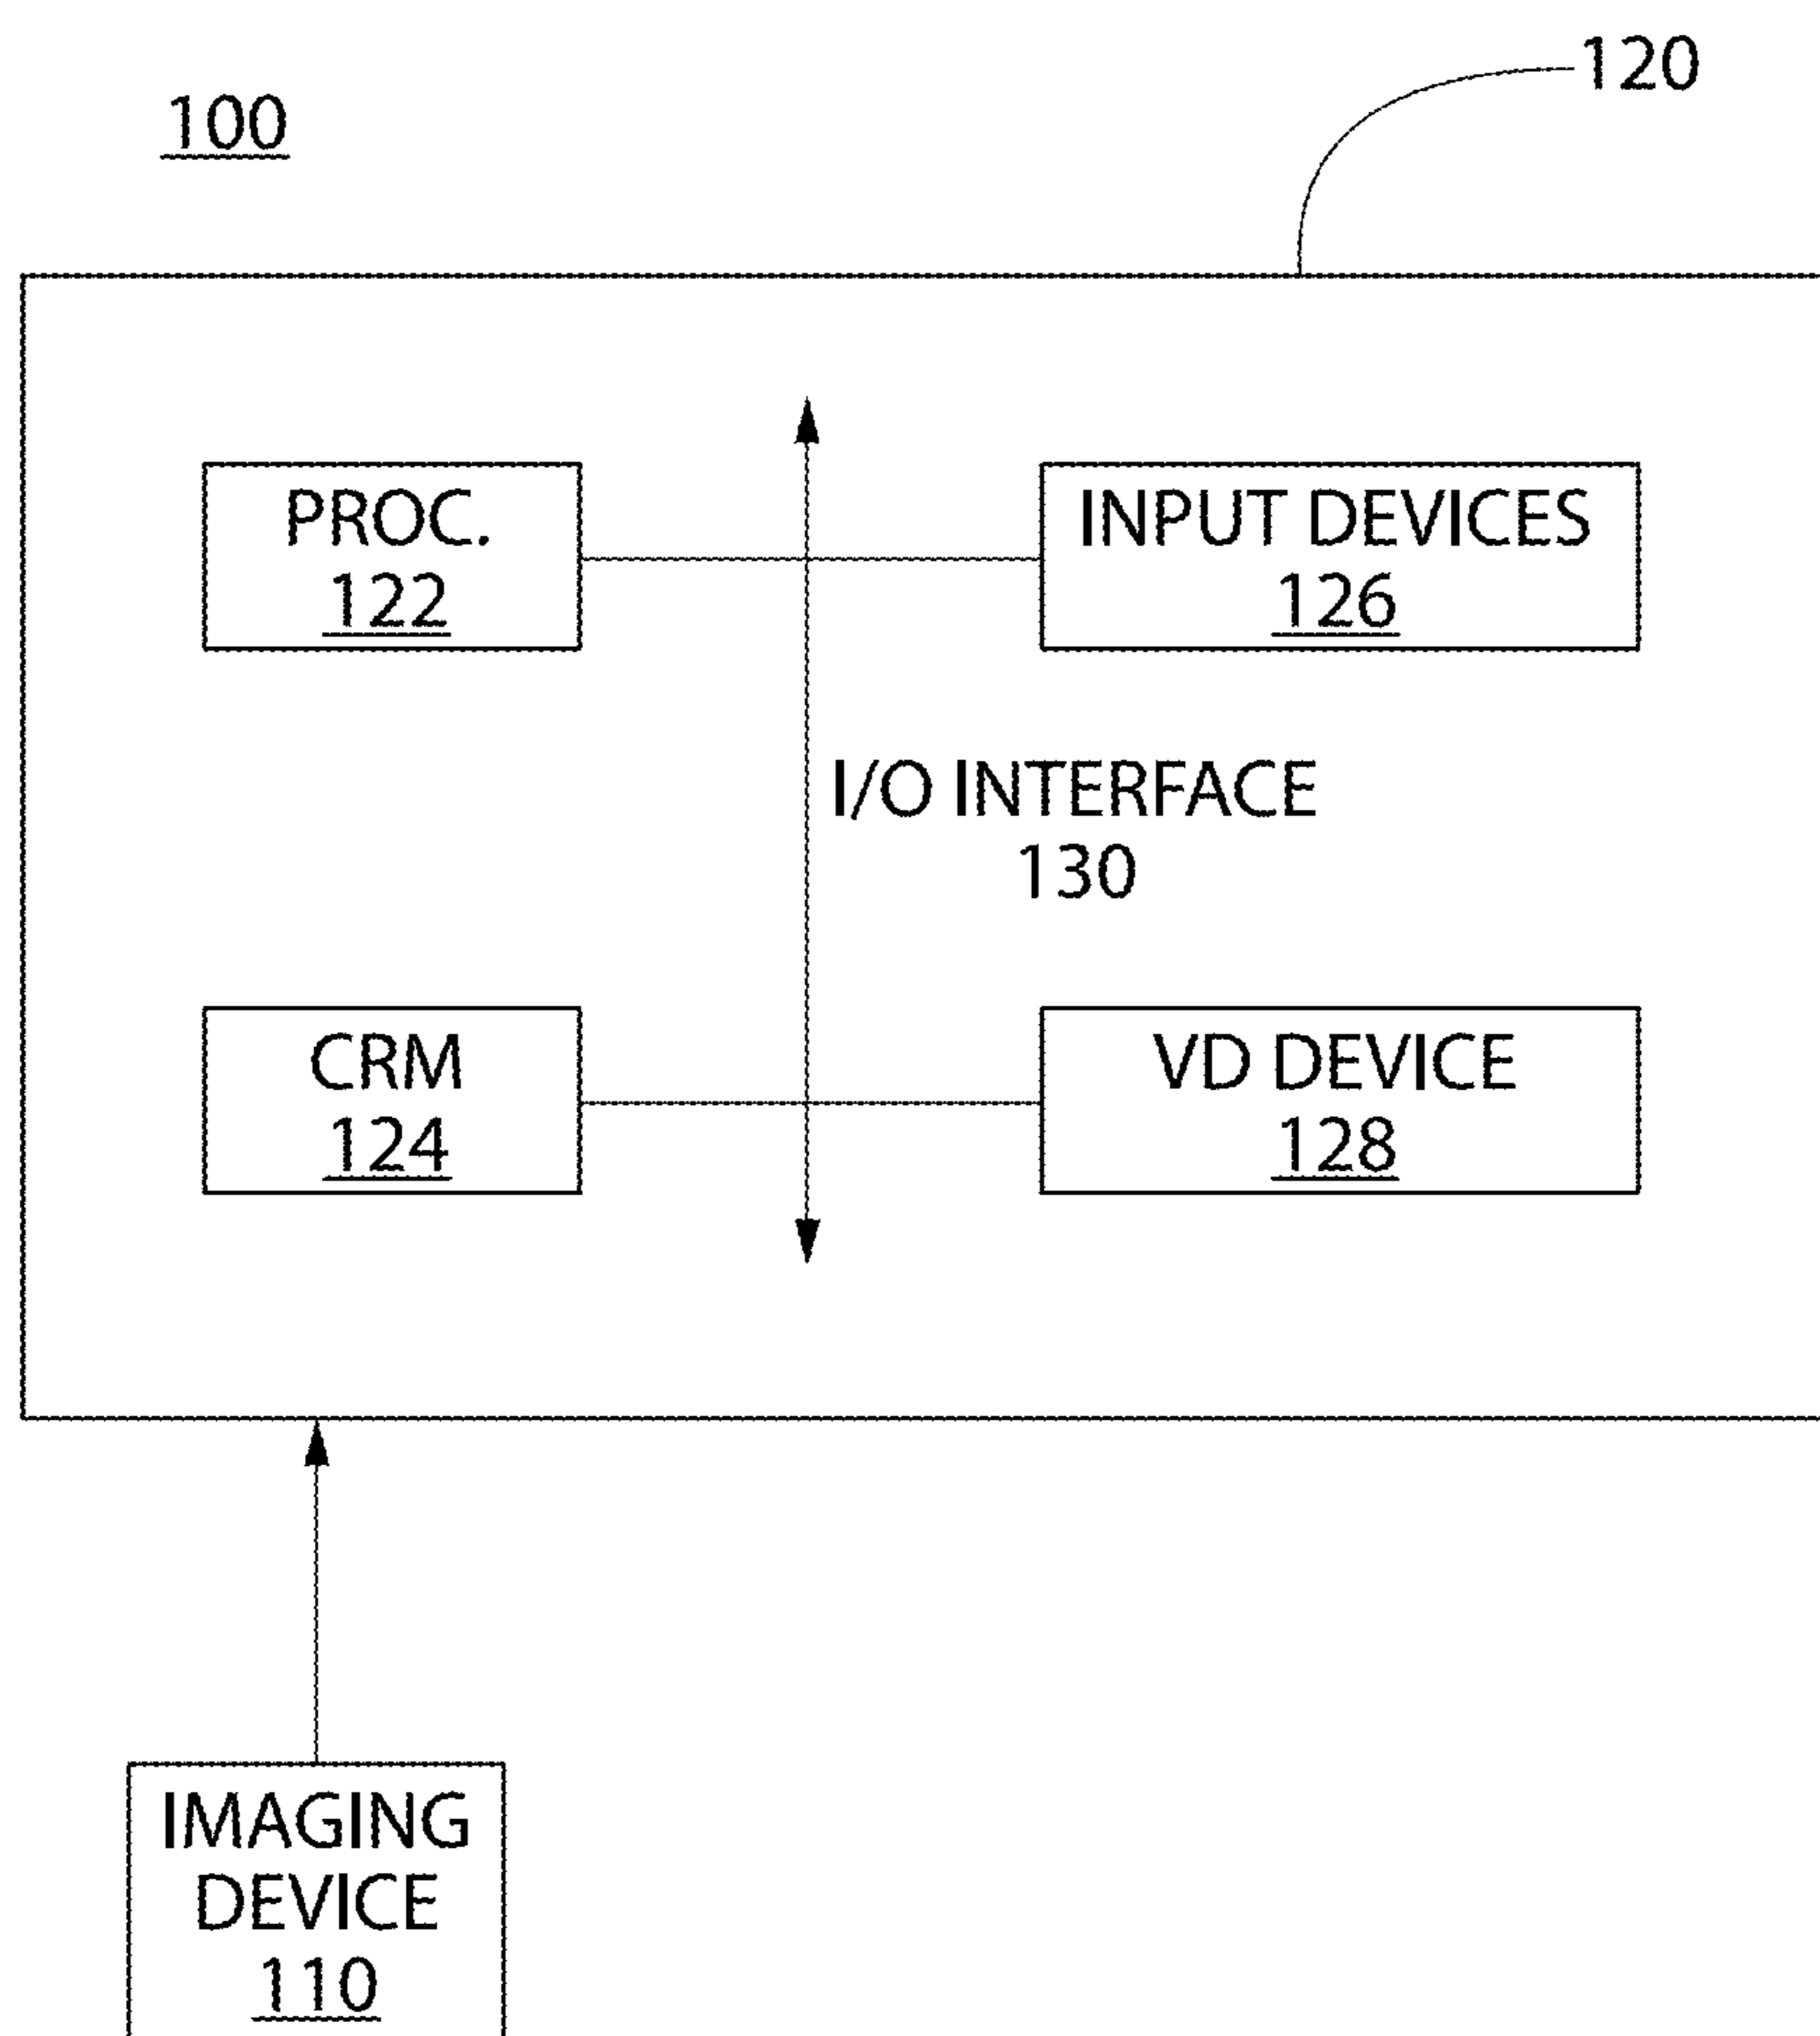 120
100
PROC.
122
INPUT DEVICES
126
I/O INTERFACE
130
CRM
124
VD DEVICE
128
IMAGING
DEVICE
110